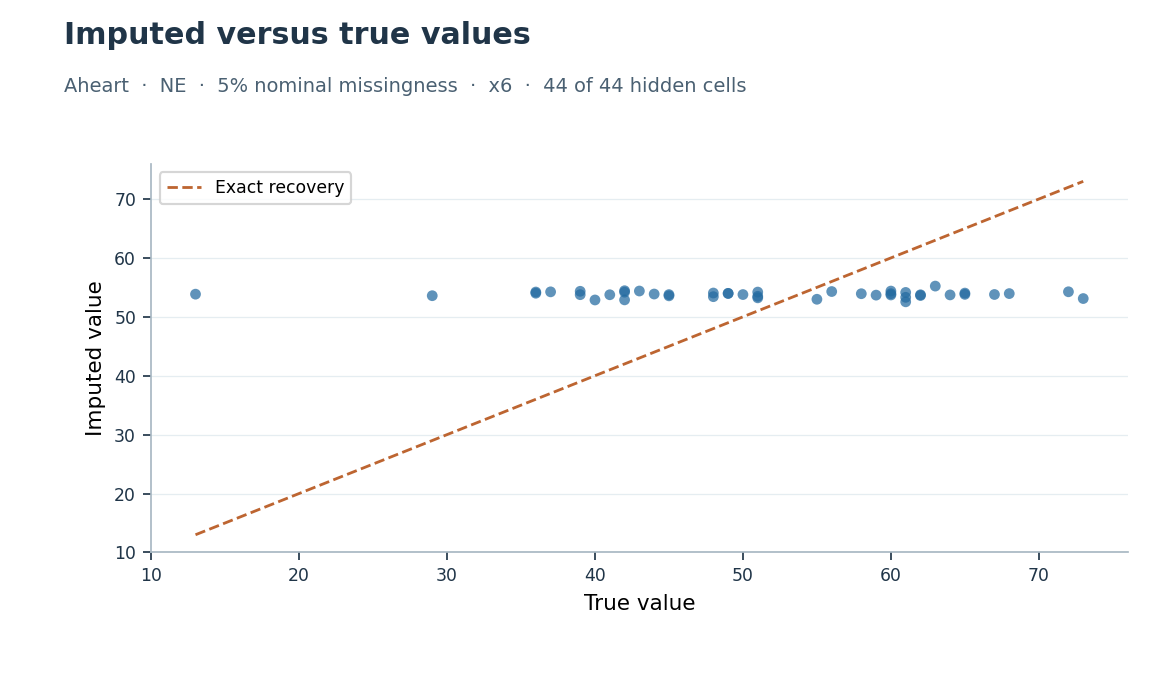 Imputed versus true values
Aheart · NE · 5% nominal missingness · x6 · 44 of 44 hidden cells
Exact recovery
70
60
50
40
30
20
10
Imputed value
10 20 30 40 50 60 70
True value